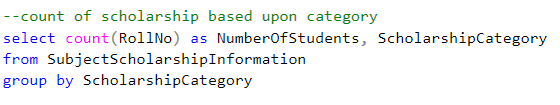 --count of scholarship based upon category
select count(RollNo) as NumberOfStudents, ScholarshipCategory
from SubjectScholarshipInformation
group by ScholarshipCategory